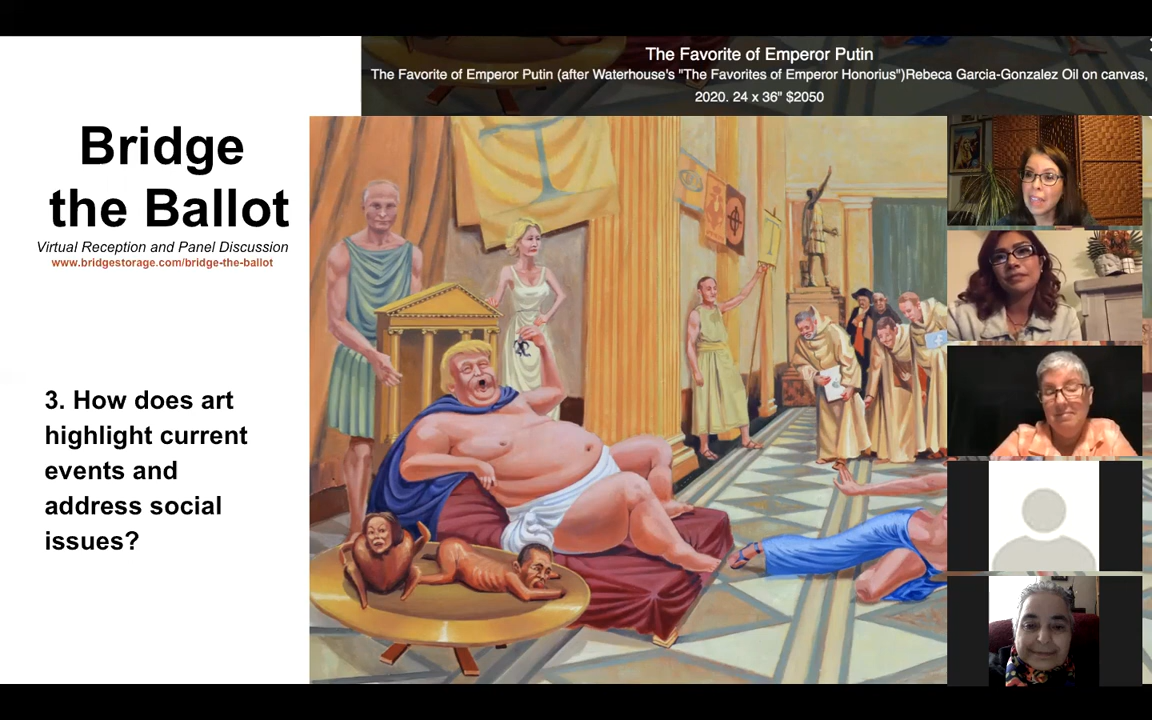 The Favorite of Emperor Putin
The Favorite of Emperor Putin (after Waterhouse's "The Favorites of Emperor Honorius")Rebeca Garcia-Gonzalez Oil on canvas,
2020. 24 x 36" $2050
Bridge
the Ballot
Virtual Reception and Panel Discussion
www.bridgestorage.com/bridge-the-ballot
3. How does art
highlight current
events and
address social
issues?